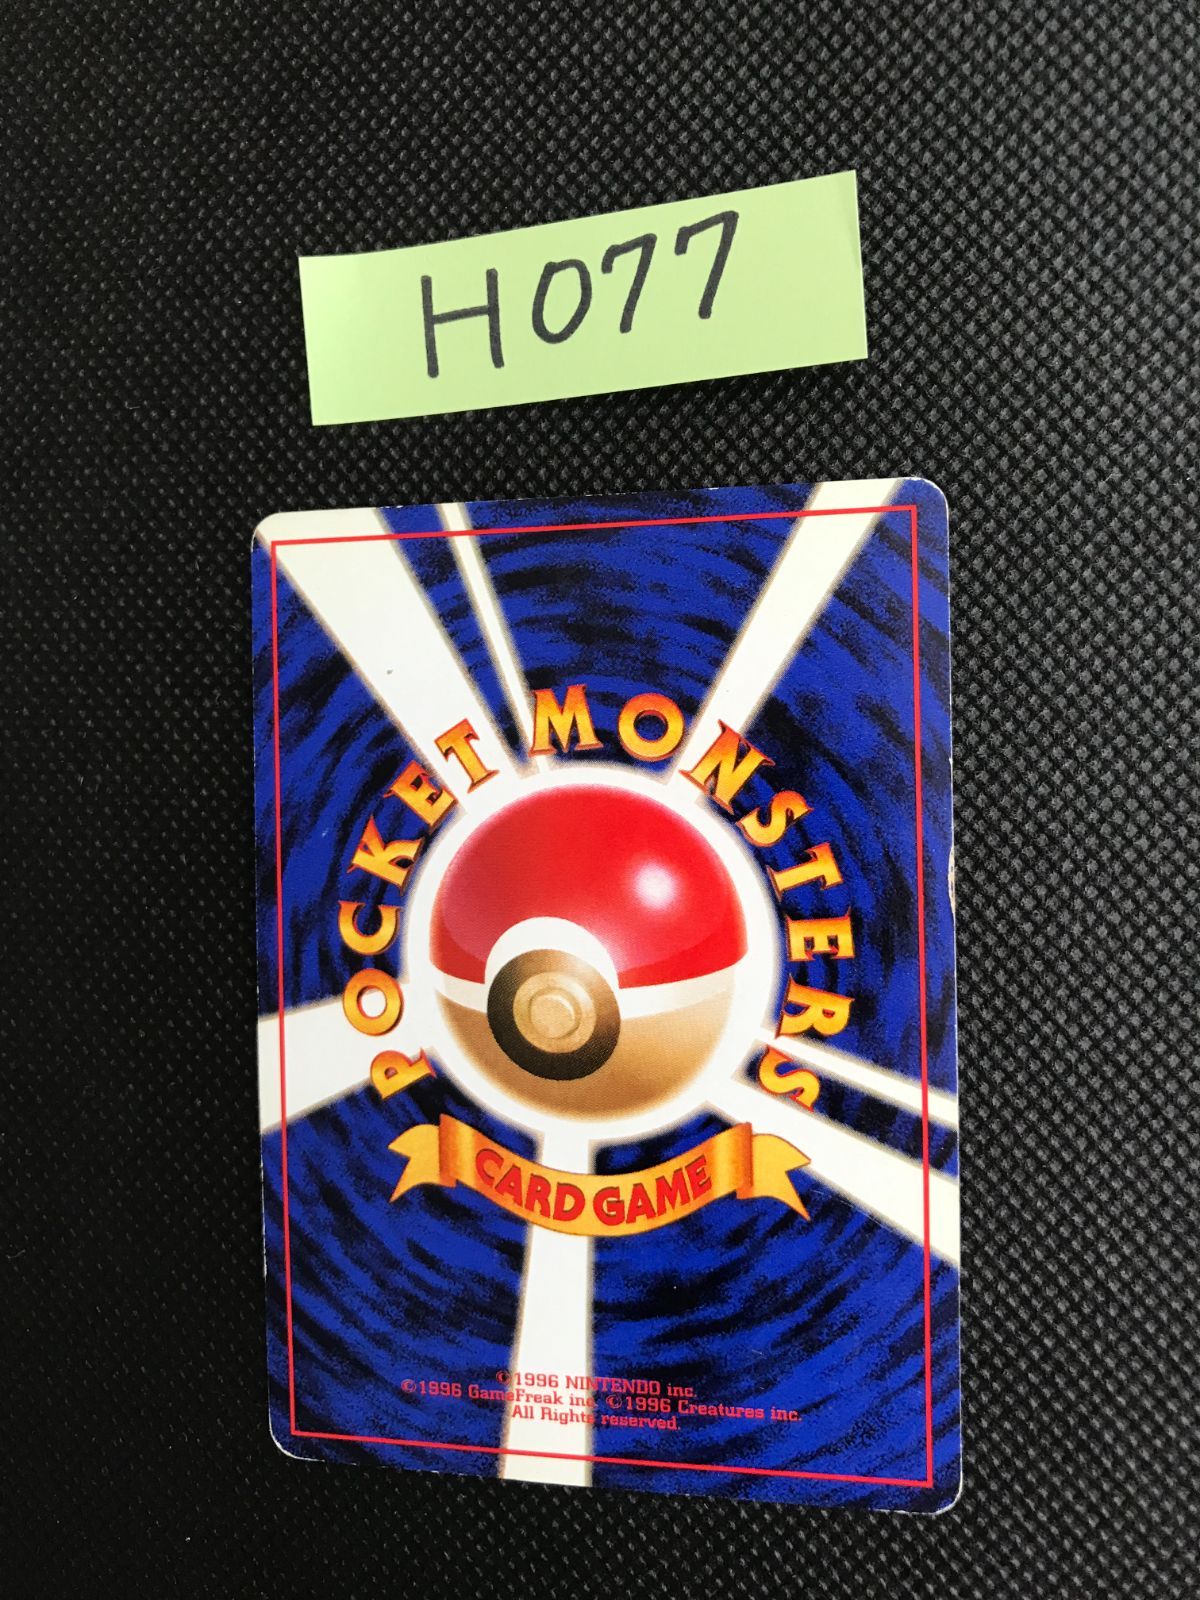 H077
POCKET MONSTERS
CARD GAME
©1996 NINTENDO inc.
©1996 GameFreak inc. ©1996 Creatures inc.
All Rights reserved.